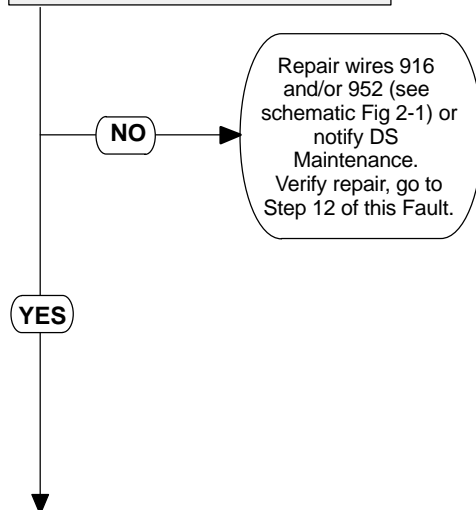 NO
Repair wires 916
and/or 952 (see
schematic Fig 2-1) or
notify DS
Maintenance.
Verify repair, go to
Step 12 of this Fault.
YES